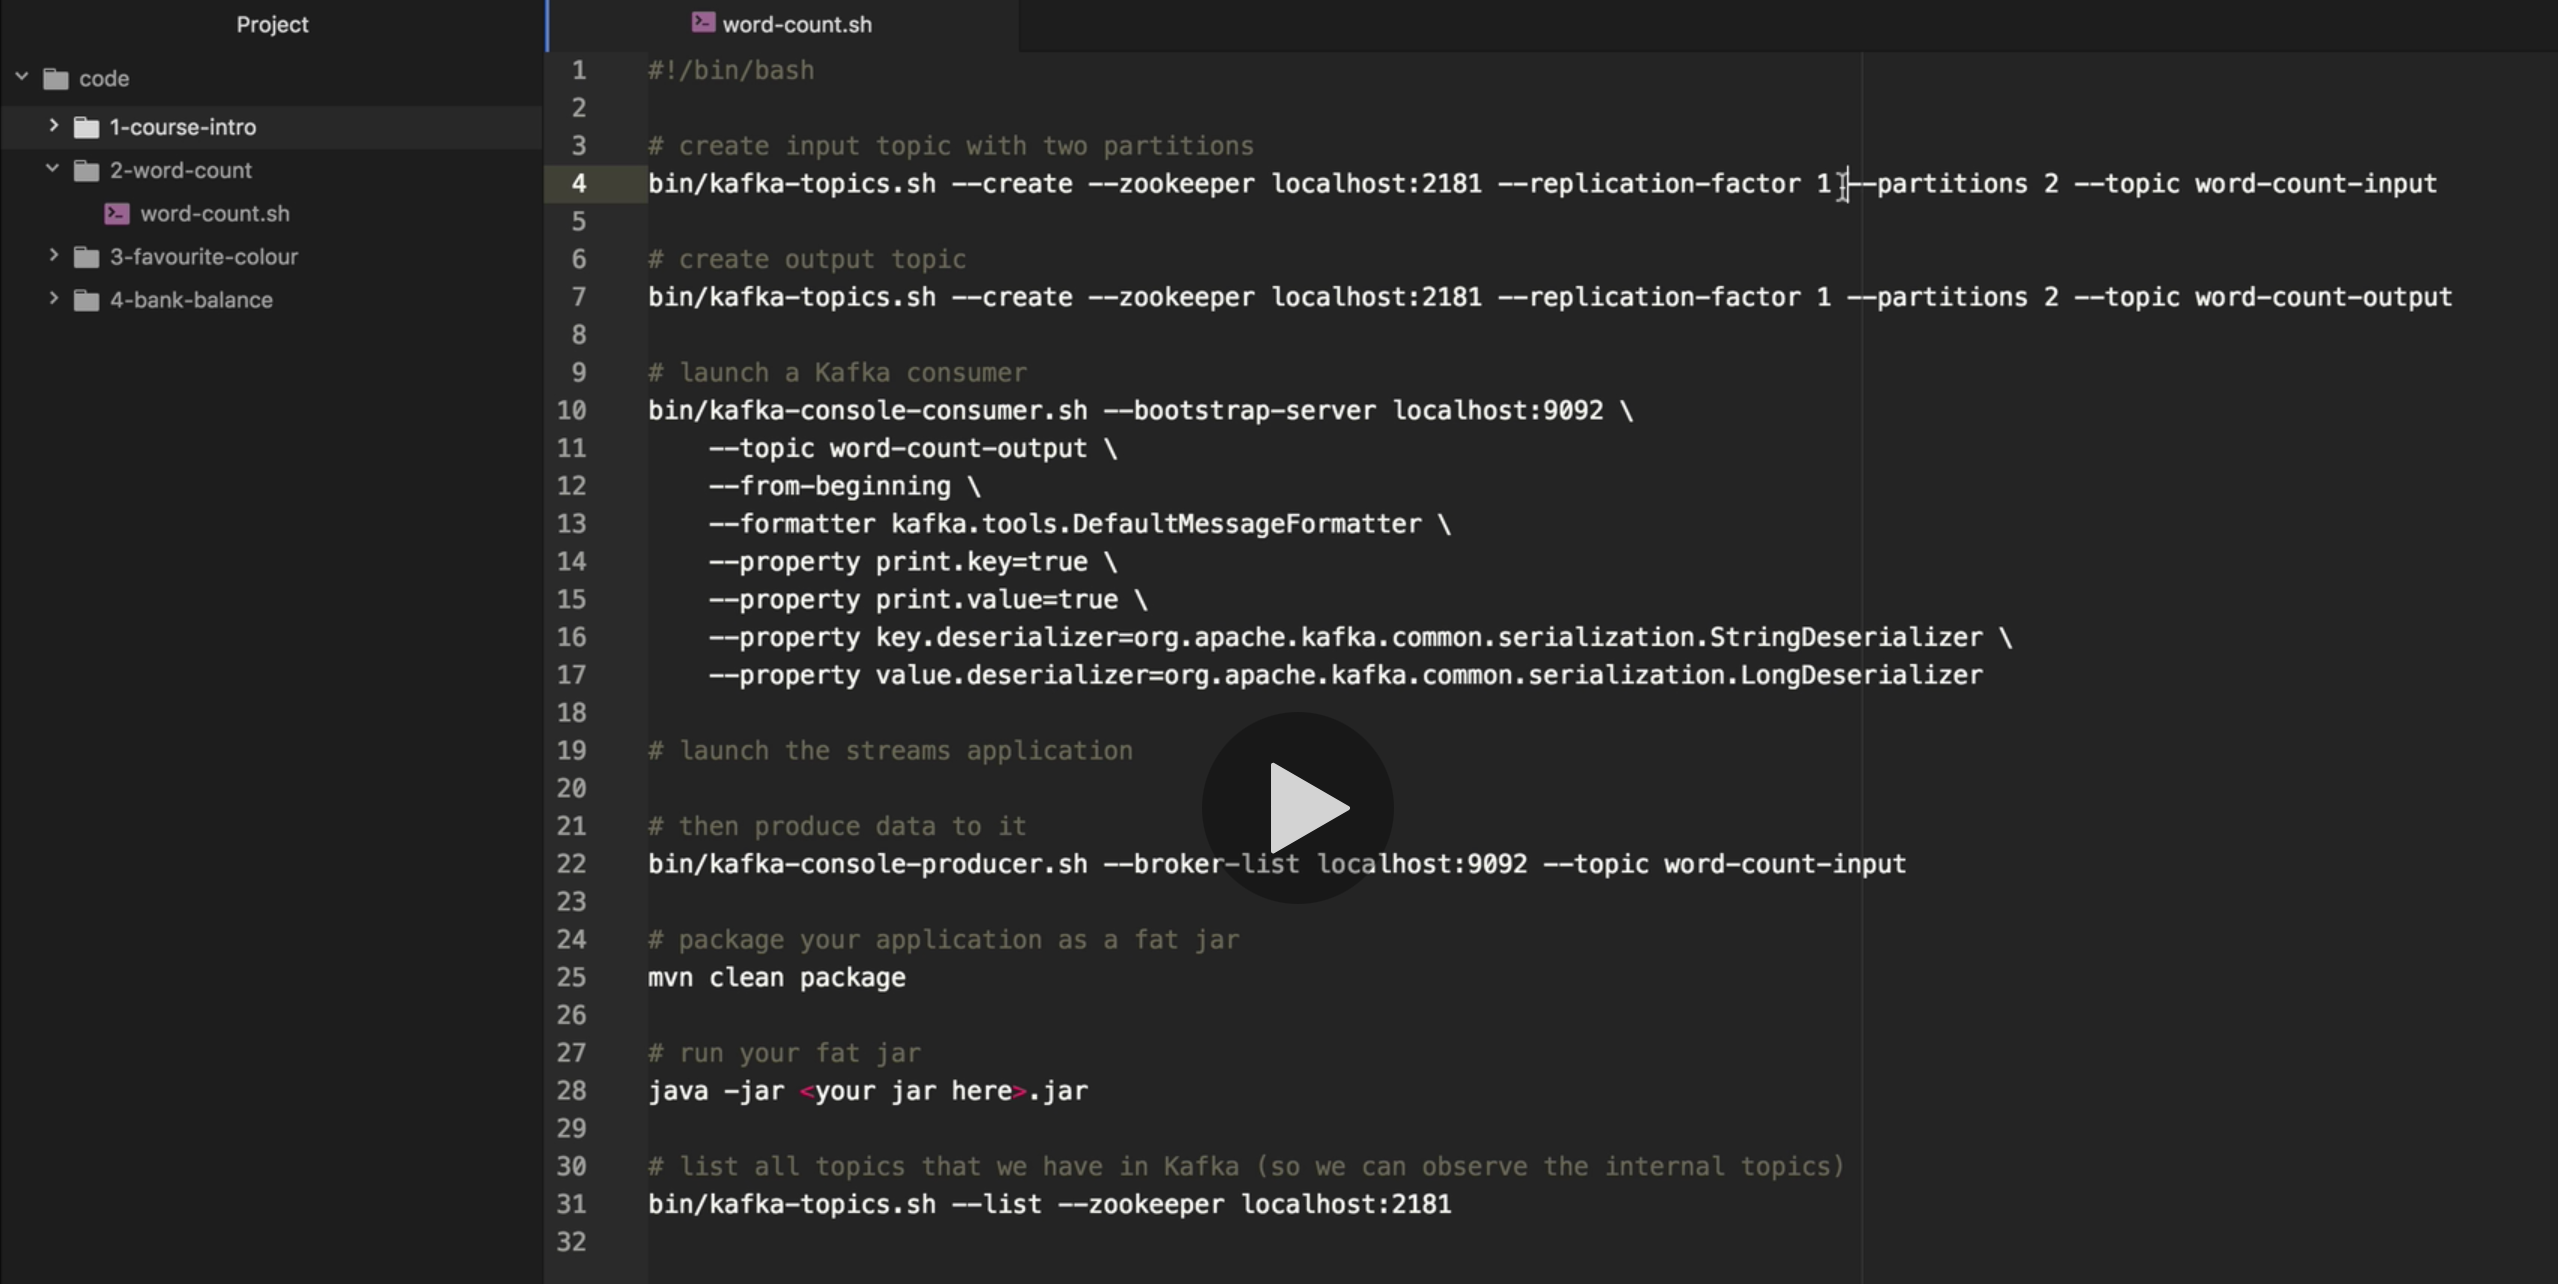 Project
code
1-course-intro
2-word-count
word-count.sh
3-favourite-colour
4-bank-balance
word-count.sh
1 #!/bin/bash
2
3 # create input topic with two partitions
4 bin/kafka-topics.sh --create --zookeeper localhost:2181 --replication-factor 1 --partitions 2 --topic word-count-input
5
6 # create output topic
7 bin/kafka-topics.sh --create --zookeeper localhost:2181 --replication-factor 1 --partitions 2 --topic word-count-output
8
9 # launch a Kafka consumer
10 bin/kafka-console-consumer.sh --bootstrap-server localhost:9092 \
11     --topic word-count-output \
12     --from-beginning \
13     --formatter kafka.tools.DefaultMessageFormatter \
14     --property print.key=true \
15     --property print.value=true \
16     --property key.deserializer=org.apache.kafka.common.serialization.StringDeserializer \
17     --property value.deserializer=org.apache.kafka.common.serialization.LongDeserializer
18
19 # launch the streams application
20
21 # then produce data to it
22 bin/kafka-console-producer.sh --broker-list localhost:9092 --topic word-count-input
23
24 # package your application as a fat jar
25 mvn clean package
26
27 # run your fat jar
28 java -jar <your jar here>.jar
29
30 # list all topics that we have in Kafka (so we can observe the internal topics)
31 bin/kafka-topics.sh --list --zookeeper localhost:2181
32